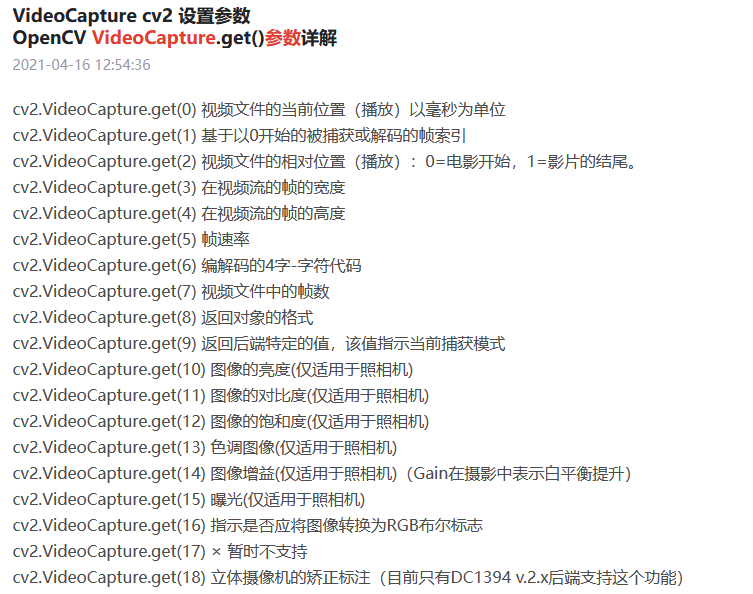 VideoCapture cv2 设置参数
OpenCV VideoCapture.get()参数详解
2021-04-16 12:54:36
cv2.VideoCapture.get(0) 视频文件的当前位置（播放）以毫秒为单位
cv2.VideoCapture.get(1) 基于以0开始的被捕获或解码的帧索引
cv2.VideoCapture.get(2) 视频文件的相对位置（播放）：0=电影开始，1=影片的结尾。
cv2.VideoCapture.get(3) 在视频流的帧的宽度
cv2.VideoCapture.get(4) 在视频流的帧的高度
cv2.VideoCapture.get(5) 帧速率
cv2.VideoCapture.get(6) 编解码的4字-字符代码
cv2.VideoCapture.get(7) 视频文件中的帧数
cv2.VideoCapture.get(8) 返回对象的格式
cv2.VideoCapture.get(9) 返回后端特定的值，该值指示当前捕获模式
cv2.VideoCapture.get(10) 图像的亮度(仅适用于照相机)
cv2.VideoCapture.get(11) 图像的对比度(仅适用于照相机)
cv2.VideoCapture.get(12) 图像的饱和度(仅适用于照相机)
cv2.VideoCapture.get(13) 色调图像(仅适用于照相机)
cv2.VideoCapture.get(14) 图像增益(仅适用于照相机)（Gain在摄影中表示白平衡提升）
cv2.VideoCapture.get(15) 曝光(仅适用于照相机)
cv2.VideoCapture.get(16) 指示是否应将图像转换为RGB布尔标志
cv2.VideoCapture.get(17) × 暂时不支持
cv2.VideoCapture.get(18) 立体摄像机的矫正标注（目前只有DC1394 v.2.x后端支持这个功能）